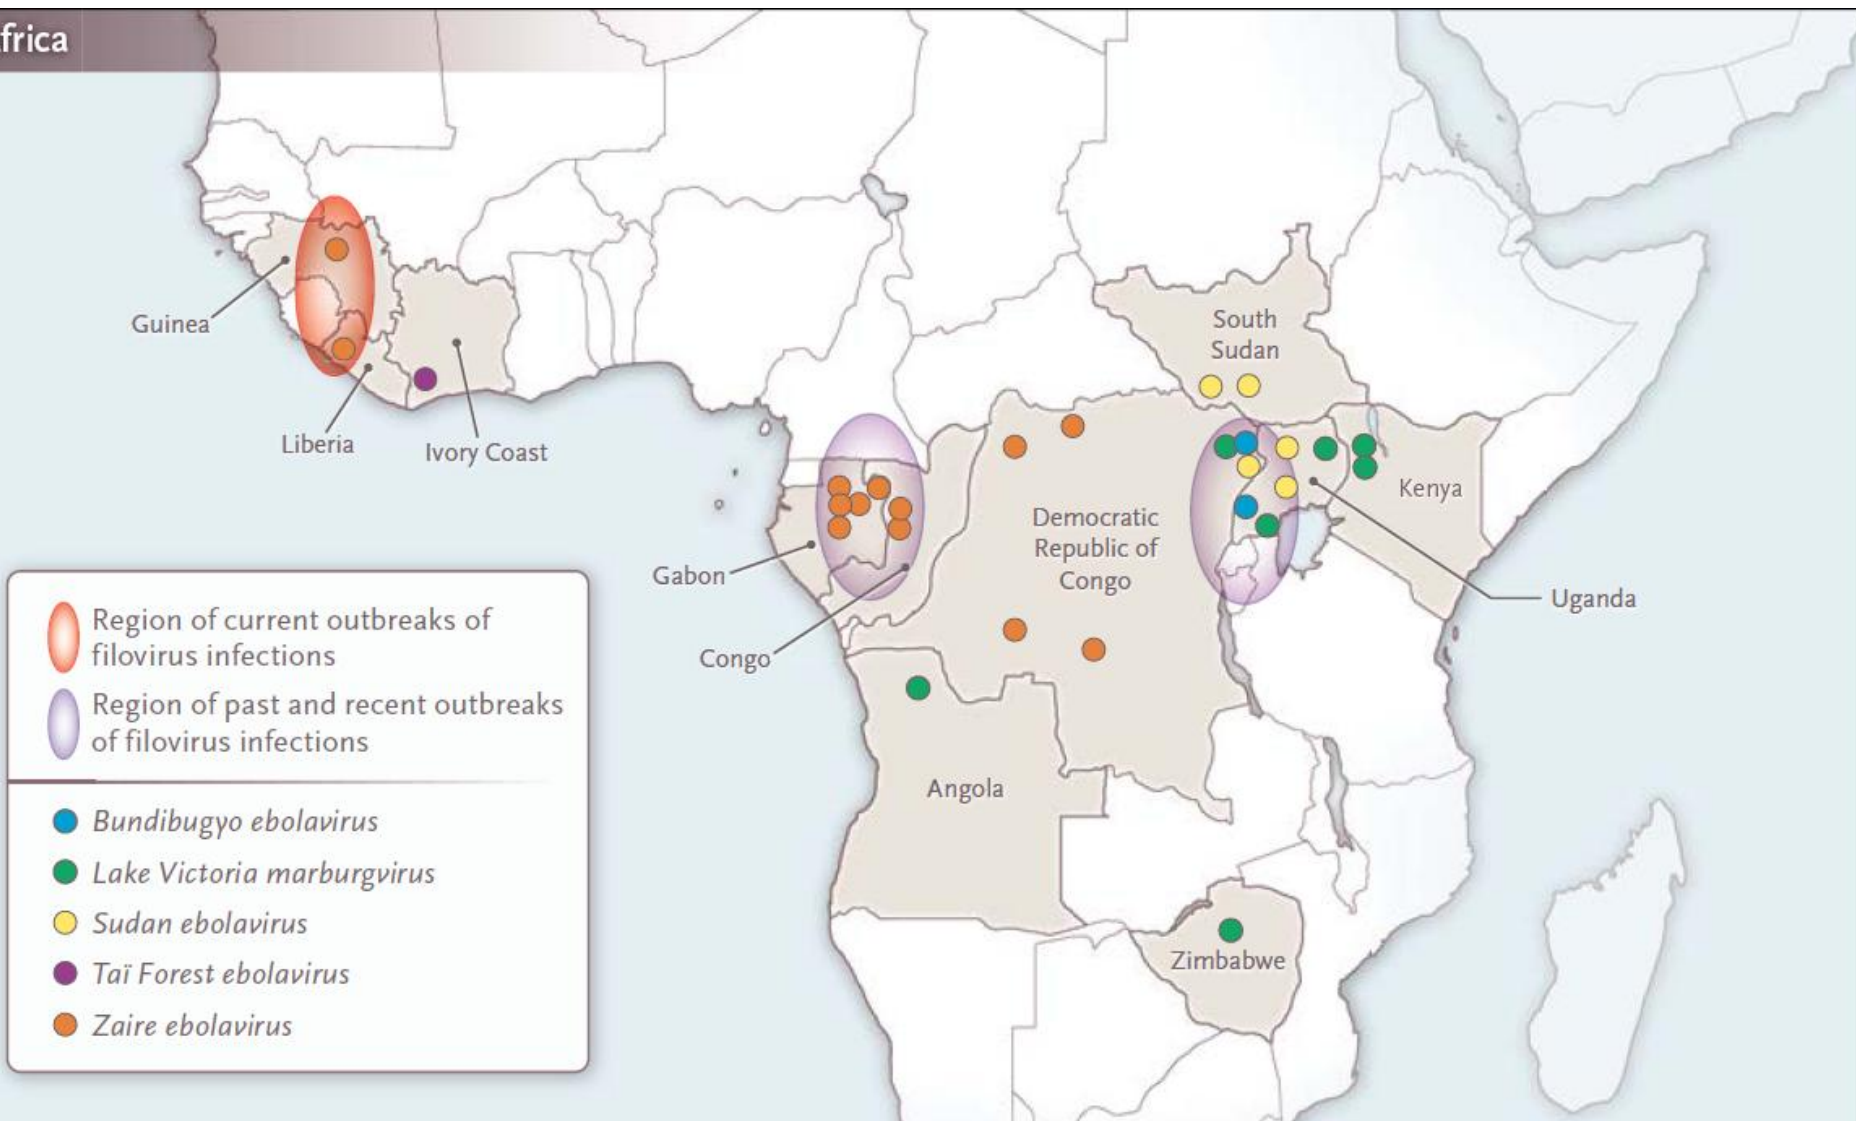 frica
Guinea
Liberia
Ivory Coast
South
Sudan
Kenya
Democratic
Republic of
Congo
Gabon
Uganda
Congo
Angola
Zimbabwe
Region of current outbreaks of
filovirus infections
Region of past and recent outbreaks
of filovirus infections
Bundibugyo ebolavirus
Lake Victoria marburgvirus
Sudan ebolavirus
Taï Forest ebolavirus
Zaire ebolavirus